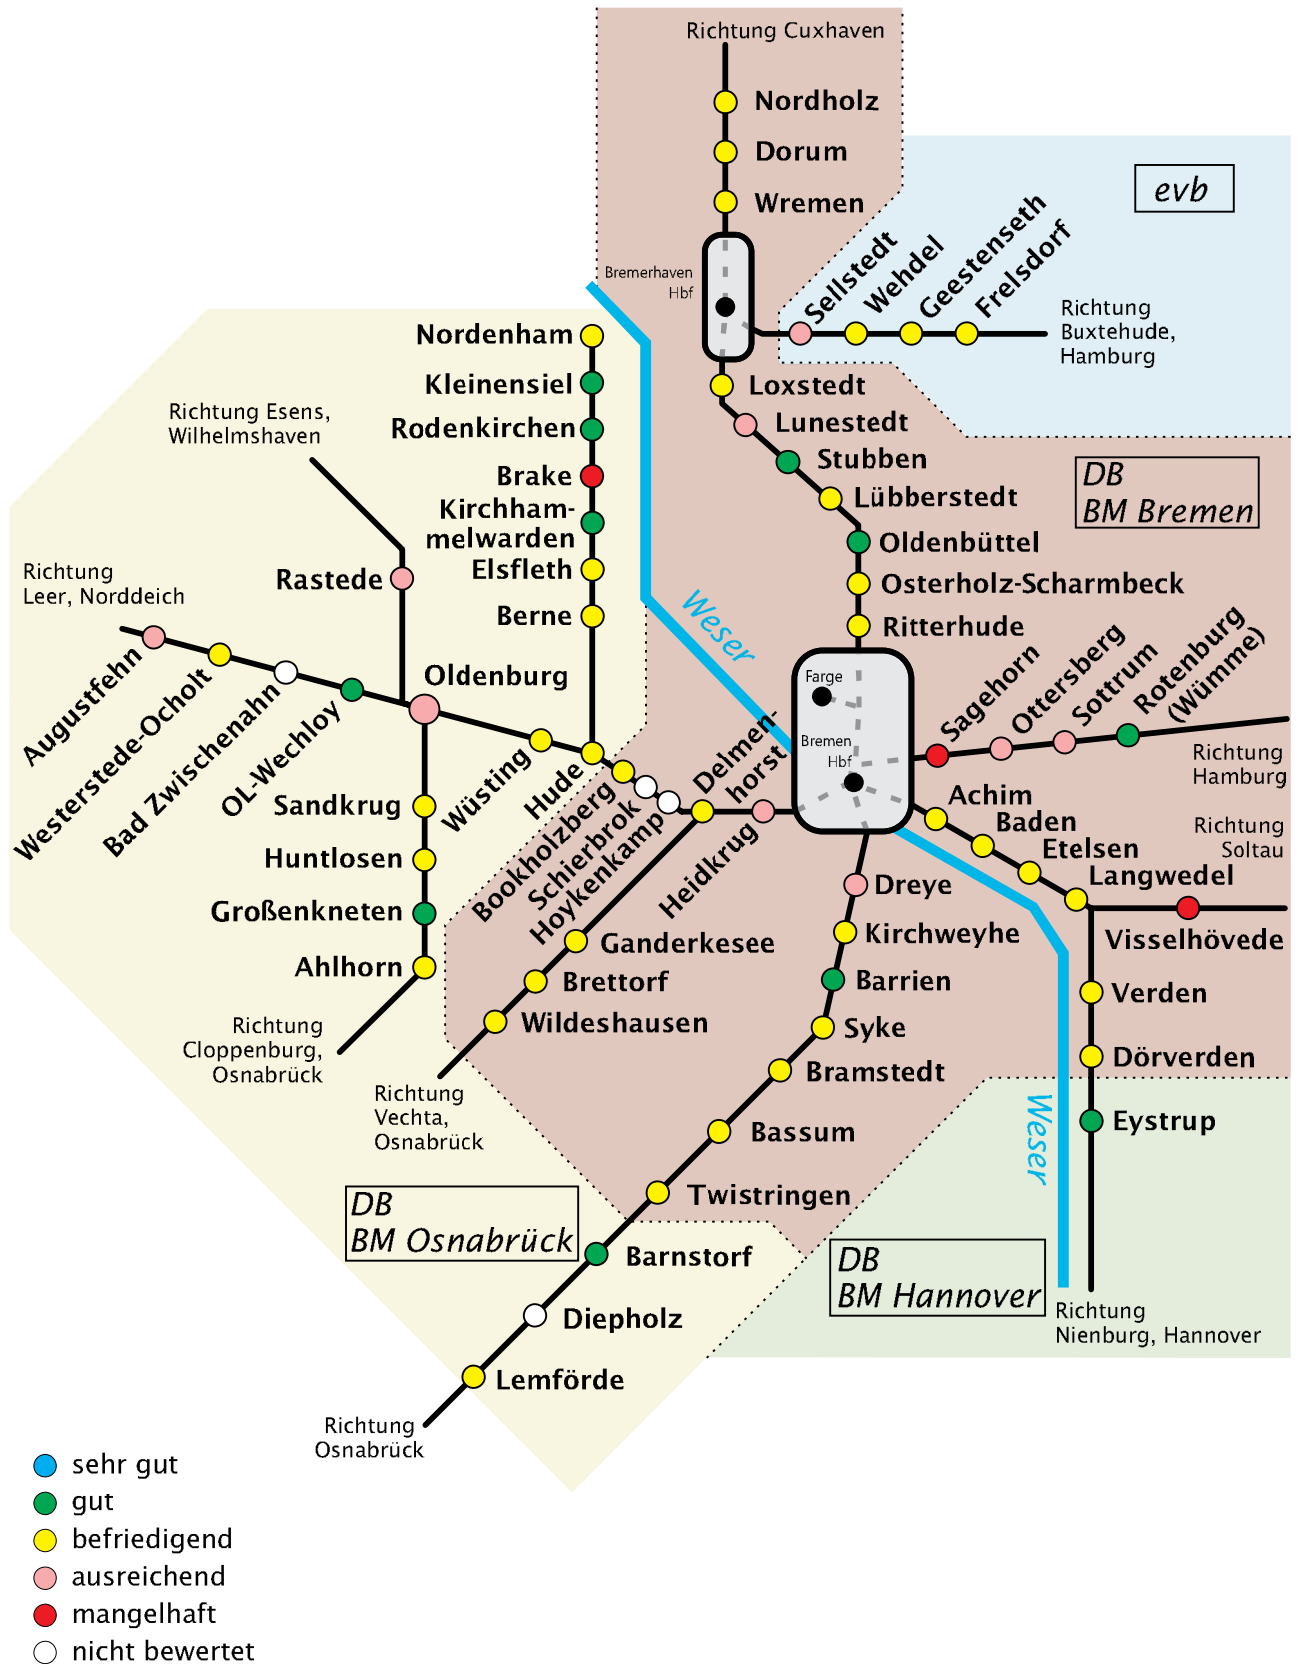 Richtung Cuxhaven
Nordholz
Dorum
Wremen
evb
Bremerhaven
Hbf
Sellstedt
Wehdel
Geestenseth
Frelsdorf
Richtung
Buxtehude,
Hamburg
Nordenham
Kleinensiel
Rodenkirchen
Brake
Kirchham-
melwarden
Elsfleth
Berne
Richtung Esens,
Wilhelmshaven
Rastede
Richtung
Leer, Norddeich
Loxstedt
Lunestedt
Stubben
Lübberstedt
Oldenbüttel
Osterholz-Scharmbeck
Ritterhude
DB
BM Bremen
Weser
Farge
Bremen
Hbf
Sagehorn
Ottersberg
Sottrum
Rotenburg
(Wümme)
Richtung
Hamburg
Augustfehn
Westerstede-Ocholt
Bad Zwischenahn
OL-Wechloy
Oldenburg
Wüsting
Hude
Bookholzberg
Schierbrok
Hoykenkamp
Delmen-
horst
Heidkrug
Achim
Baden
Etelsen
Langwedel
Richtung
Soltau
Visselhövede
Verden
Dörverden
Eystrup
Weser
Sandkrug
Huntlosen
Großenkneten
Ahlhorn
Richtung
Cloppenburg,
Osnabrück
Ganderkesee
Brettorf
Wildeshausen
Richtung
Vechta,
Osnabrück
Dreye
Kirchweyhe
Barrien
Syke
Bramstedt
Bassum
Twistringen
Barnstorf
Diepholz
Lemförde
Richtung
Osnabrück
DB
BM Osnabrück
DB
BM Hannover
Richtung
Nienburg, Hannover
sehr gut
gut
befriedigend
ausreichend
mangelhaft
nicht bewertet